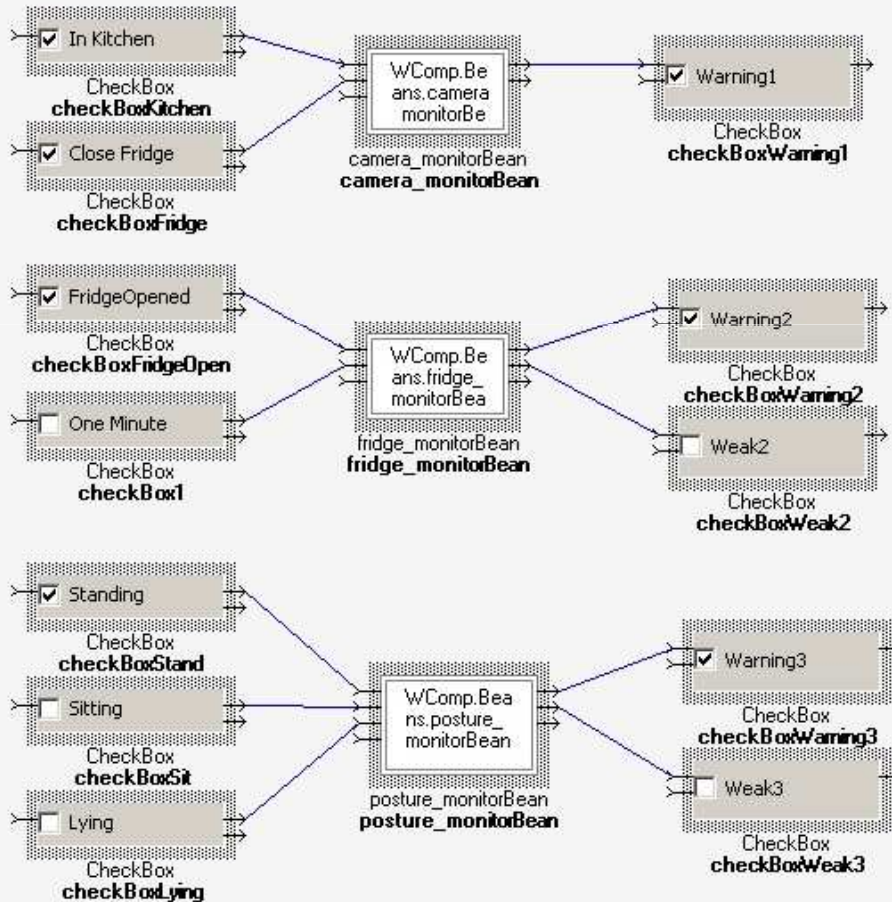 In Kitchen
CheckBox
checkBoxKitchen
Close Fridge
CheckBox
checkBoxFridge
WComp.Be
ans.camera
monitorBe
camera_monitorBean
camera_monitorBean
Warning1
CheckBox
checkBoxWarning1
FridgeOpened
CheckBox
checkBoxFridgeOpen
One Minute
CheckBox
checkBox1
WComp.Be
ans.fridge_
monitorBea
fridge_monitorBean
fridge_monitorBean
Warning2
CheckBox
checkBoxWarning2
Weak2
CheckBox
checkBoxWeak2
Standing
CheckBox
checkBoxStand
Sitting
CheckBox
checkBoxSit
Lying
CheckBox
checkBoxLying
WComp.Bea
ns.posture_
monitorBean
posture_monitorBean
posture_monitorBean
Warning3
CheckBox
checkBoxWarning3
Weak3
CheckBox
checkBoxWeak3